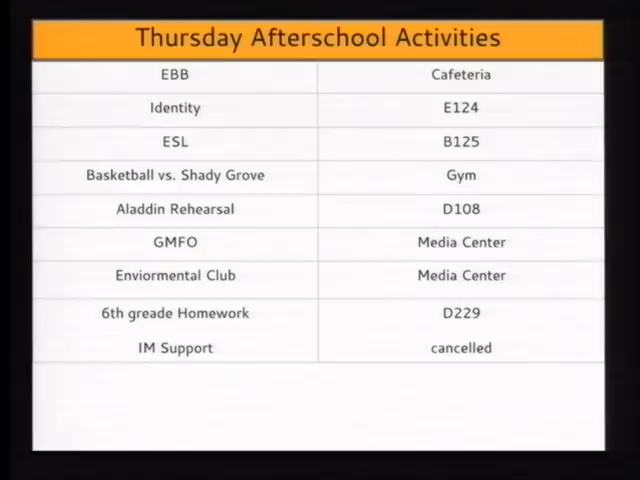 Thursday Afterschool Activities
EBB Cafeteria
Identity E124
ESL B125
Basketball vs. Shady Grove Gym
Aladdin Rehearsal D108
GMFO Media Center
Enviormental Club Media Center
6th greade Homework D229
IM Support cancelled